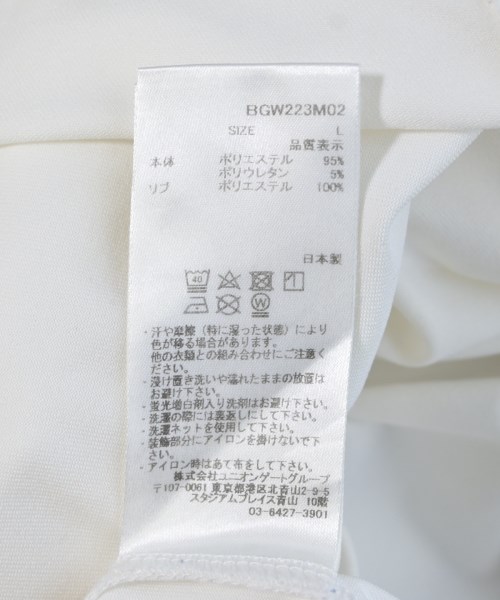 BGW223M02
SIZE L
品質表示
本体 ポリエステル 95%
ポリウレタン 5%
リブ ポリエステル 100%
日本製
40
W
・汗や摩擦（特に湿った状態）により
色が移る場合があります。
他の衣類との組み合わせにご注意く
ださい。
・浸け置き洗いや濡れたままの放置は
お避け下さい。
・蛍光増白剤入り洗剤はお避け下さい。
・洗濯の際には裏返しにして下さい。
・洗濯ネットを使用して下さい。
・装飾部分にアイロンを掛けないで下
さい。
・アイロン時はあて布をして下さい。
株式会社ユニオンゲートグループ
〒107-0061 東京都港区北青山2-9-5
スタジアムプレイス青山 10階
03-6427-3901